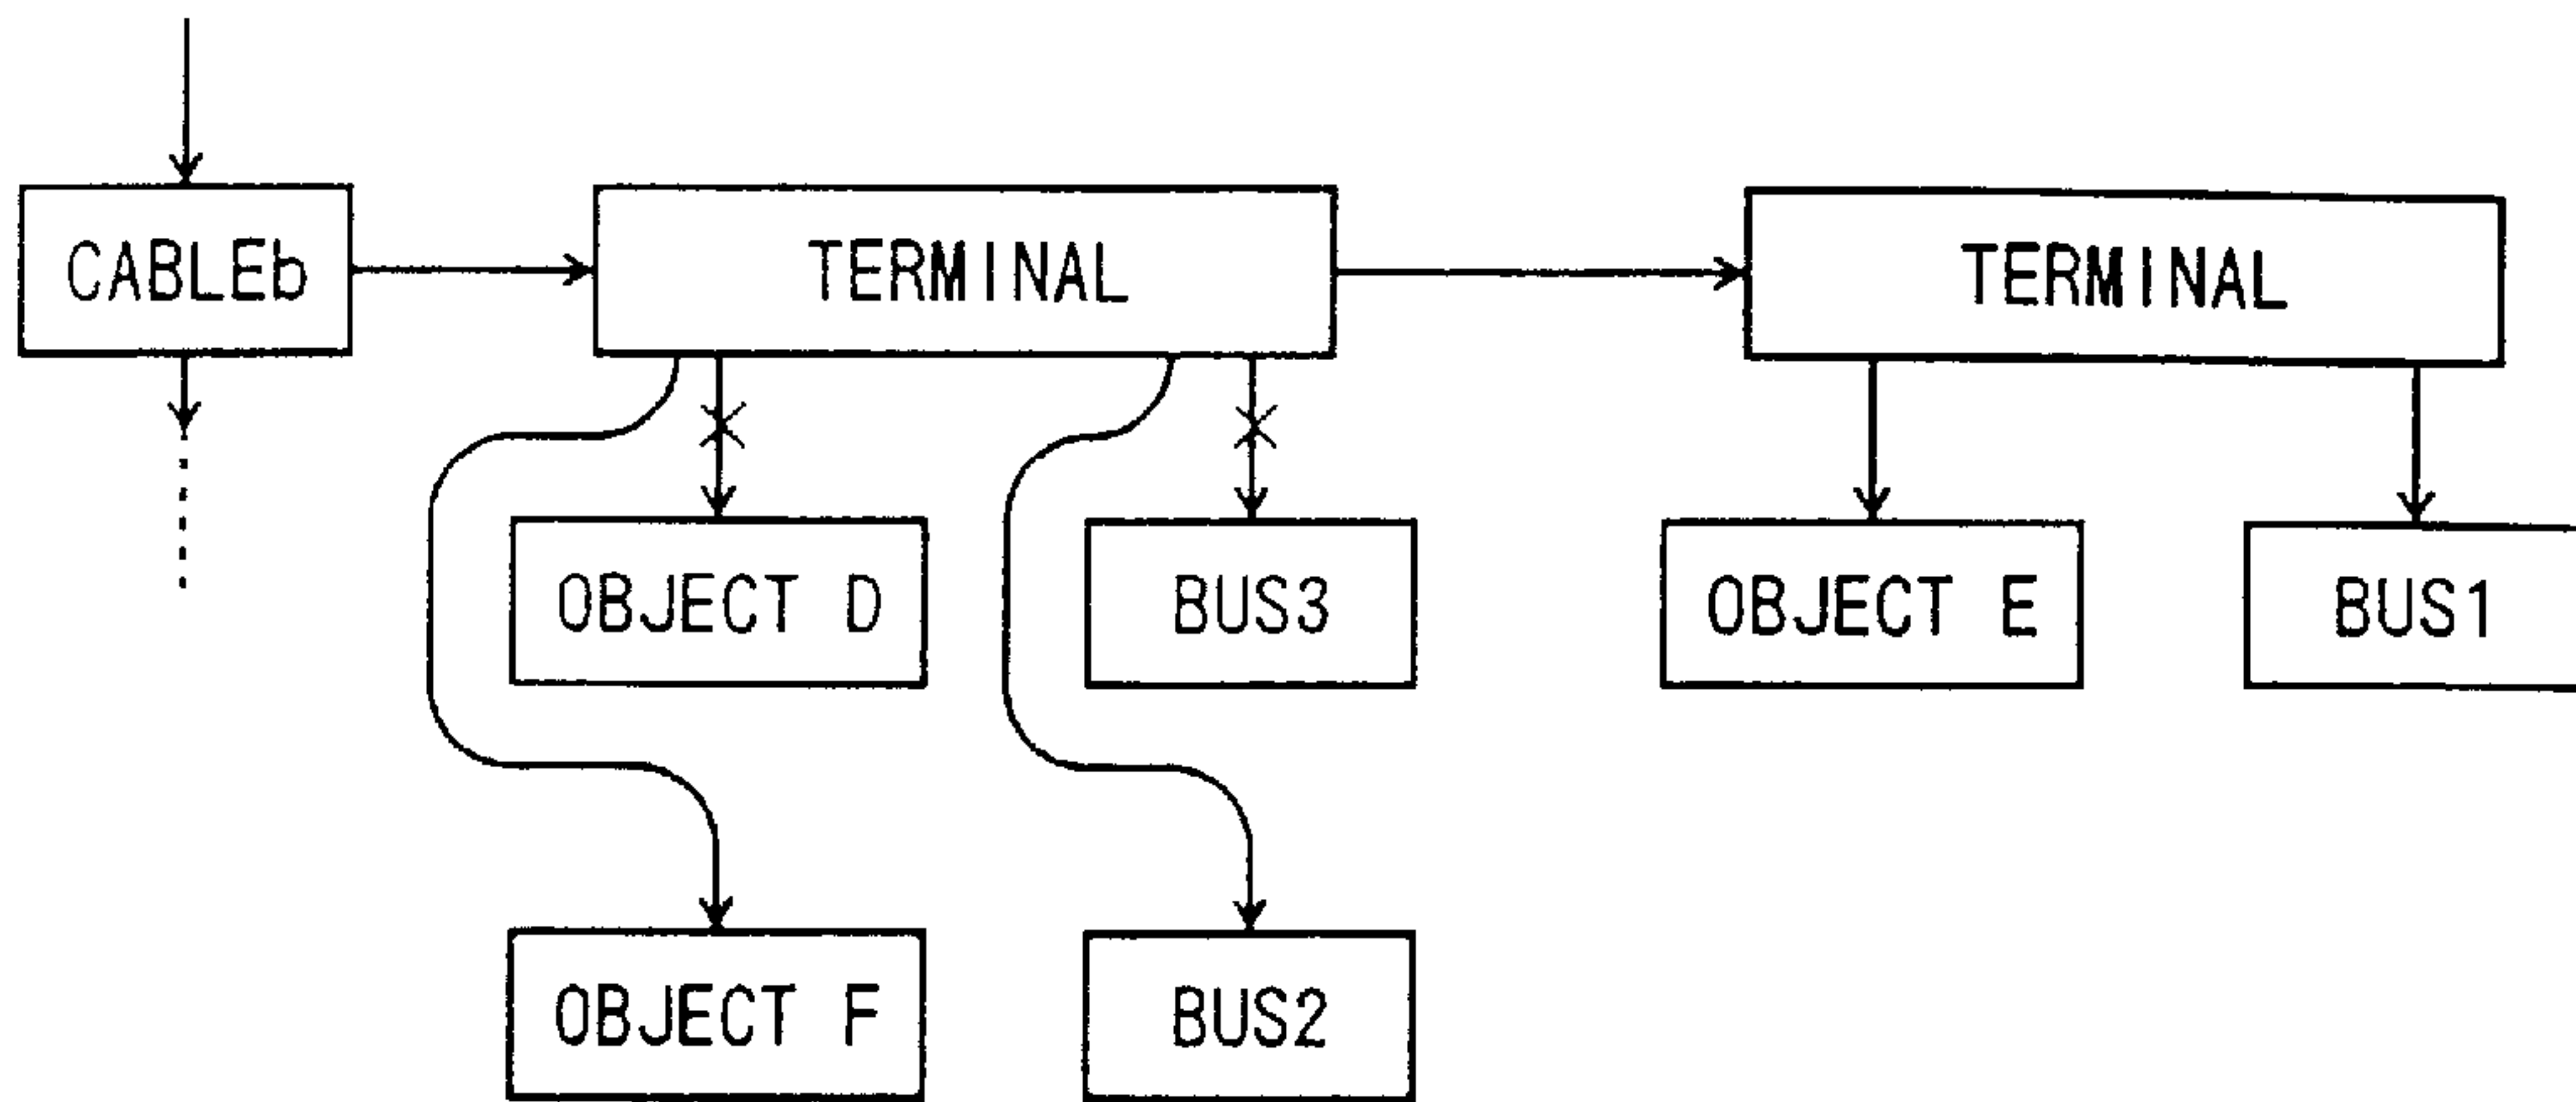 CABLEb
TERMINAL
TERMINAL
OBJECT D
BUS3
OBJECT E
BUS1
OBJECT F
BUS2